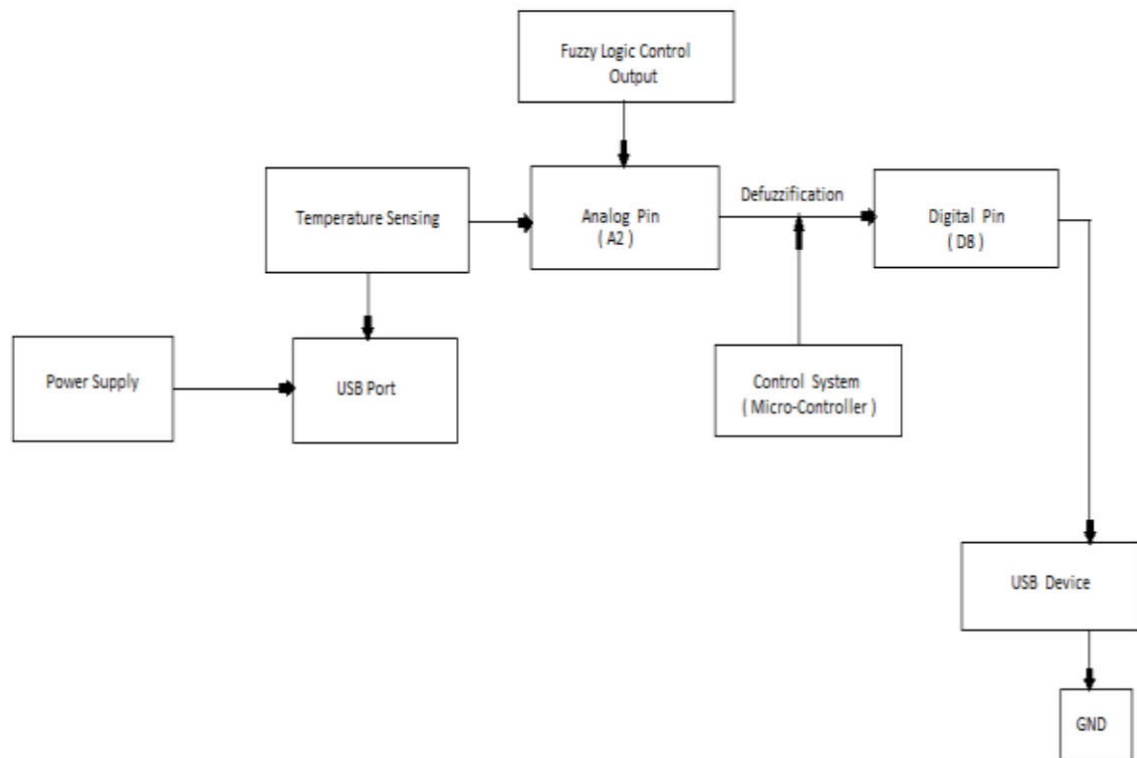 Fuzzy Logic Control
Output
Temperature Sensing
Analog Pin
( A2 )
Defuzzification
Digital Pin
( D8 )
Power Supply
USB Port
Control System
( Micro-Controller )
USB Device
GND